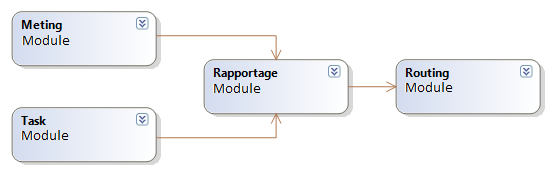 Meting
Module
Rapportage
Module
Routing
Module
Task
Module